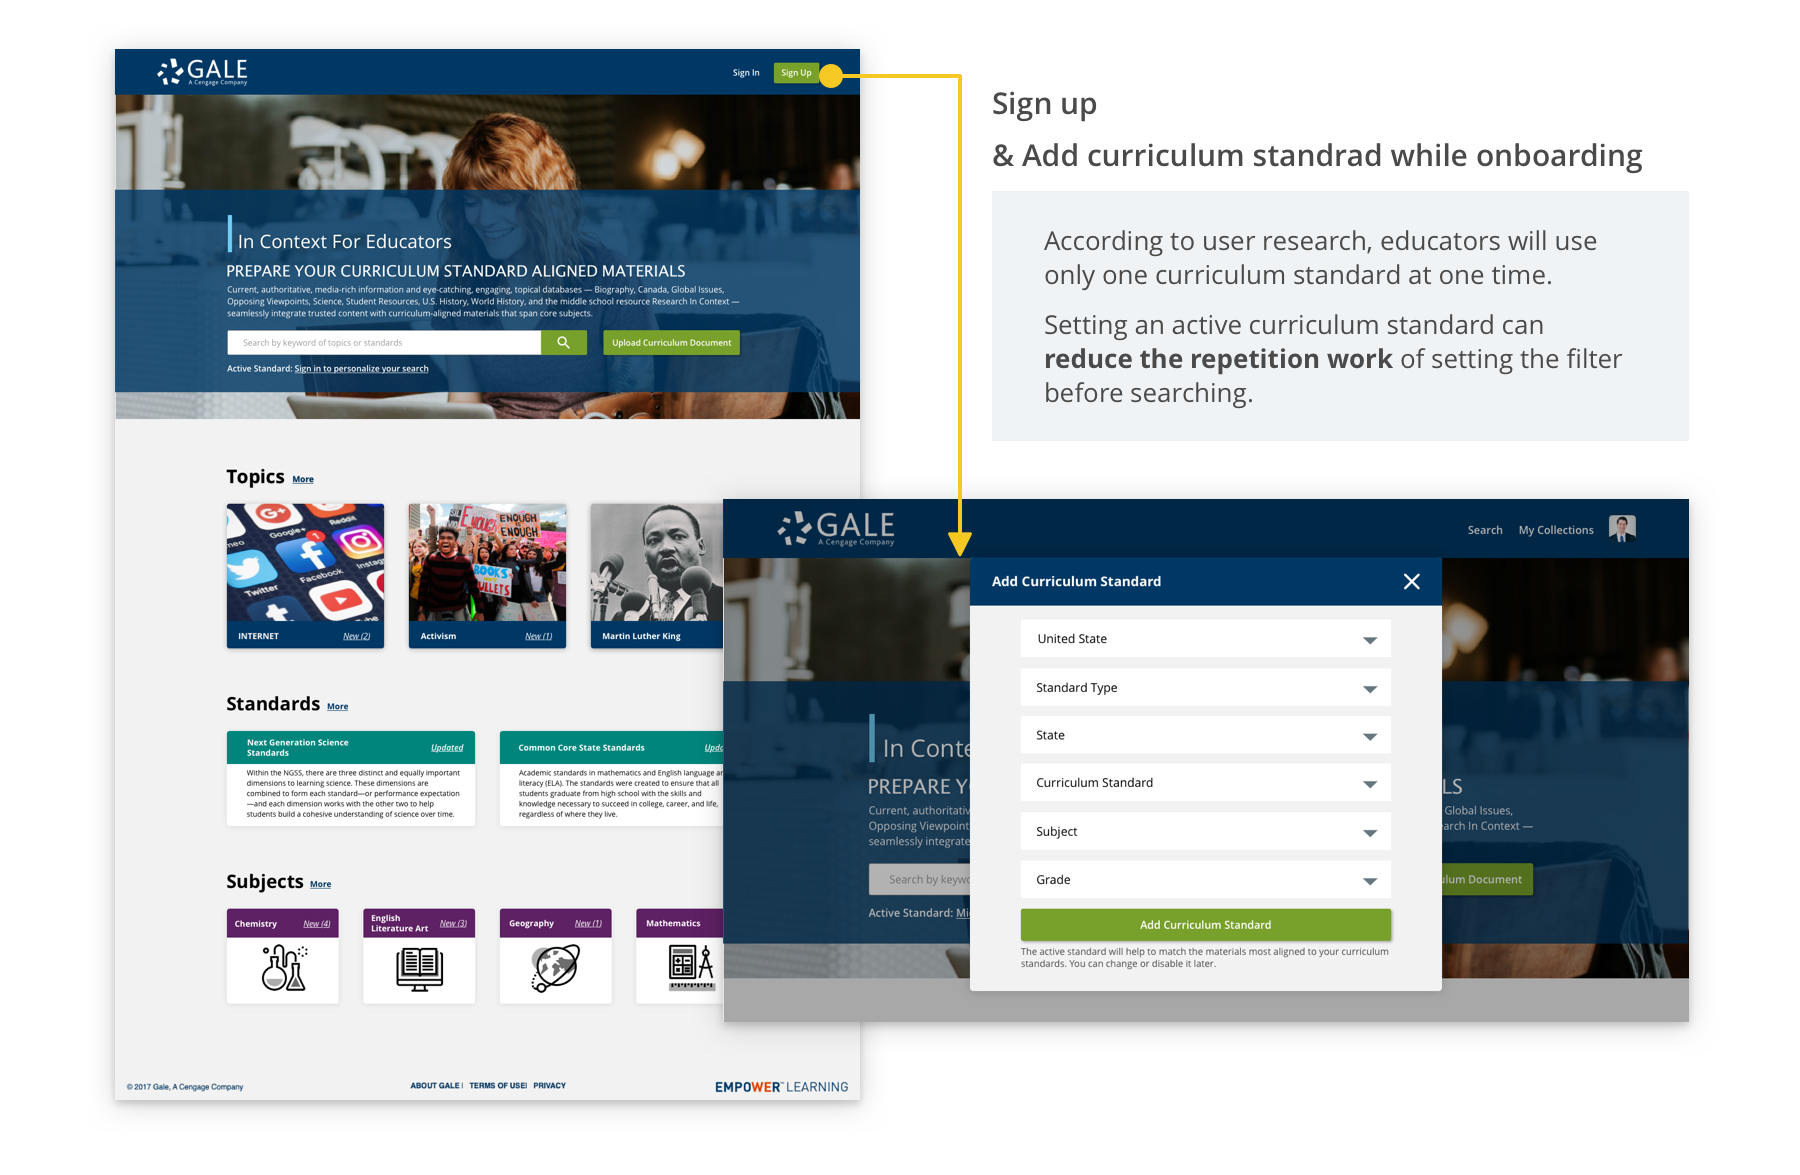 GALE
A Cengage Company
Sign In
Sign Up
In Context For Educators
PREPARE YOUR CURRICULUM STANDARD ALIGNED MATERIALS
Current, authoritative, media-rich information and eye-catching, engaging, topical databases — Biography, Canada, Global Issues,
Opposing Viewpoints, Science, Student Resources, U.S. History, World History, and the middle school resource Research In Context —
seamlessly integrate trusted content with curriculum-aligned materials that span core subjects.
Search by keyword of topics or standards
Upload Curriculum Document
Active Standard: Sign in to personalize your search
Topics More
Google+
Reddit
Facebook
1
Twitter
ENOUGH
ENOUGH IS ENOUGH
BOOKS
INTERNET New (2)
Activism New (1)
Martin Luther King
Standards More
Next Generation Science
Standards
Updated
Within the NGSS, there are three distinct and equally important
dimensions to learning science. These dimensions are
combined to form each standard—or performance expectation
—and each dimension works with the other two to help
students build a cohesive understanding of science over time.
Common Core State Standards
Upda
Academic standards in mathematics and English language ar
literacy (ELA). The standards were created to ensure that all
students graduate from high school with the skills and
knowledge necessary to succeed in college, career, and life,
regardless of where they live.
Subjects More
Chemistry New (4)
English
Literature Art New (3)
Geography New (1)
Mathematics
© 2017 Gale, A Cengage Company
ABOUT GALE | TERMS OF USE| PRIVACY
EMPOWER™ LEARNING
Sign up
& Add curriculum standrad while onboarding
According to user research, educators will use
only one curriculum standard at one time.
Setting an active curriculum standard can
reduce the repetition work of setting the filter
before searching.
GALE
A Cengage Company
Search
My Collections
In Conte
PREPARE Y
LS
Current, authoritativ
Global Issues,
Opposing Viewpoint
arch In Context —
seamlessly integrate
Search by keywo
ulum Document
Active Standard: Mi
Add Curriculum Standard
United State
Standard Type
State
Curriculum Standard
Subject
Grade
Add Curriculum Standard
The active standard will help to match the materials most aligned to your curriculum
standards. You can change or disable it later.